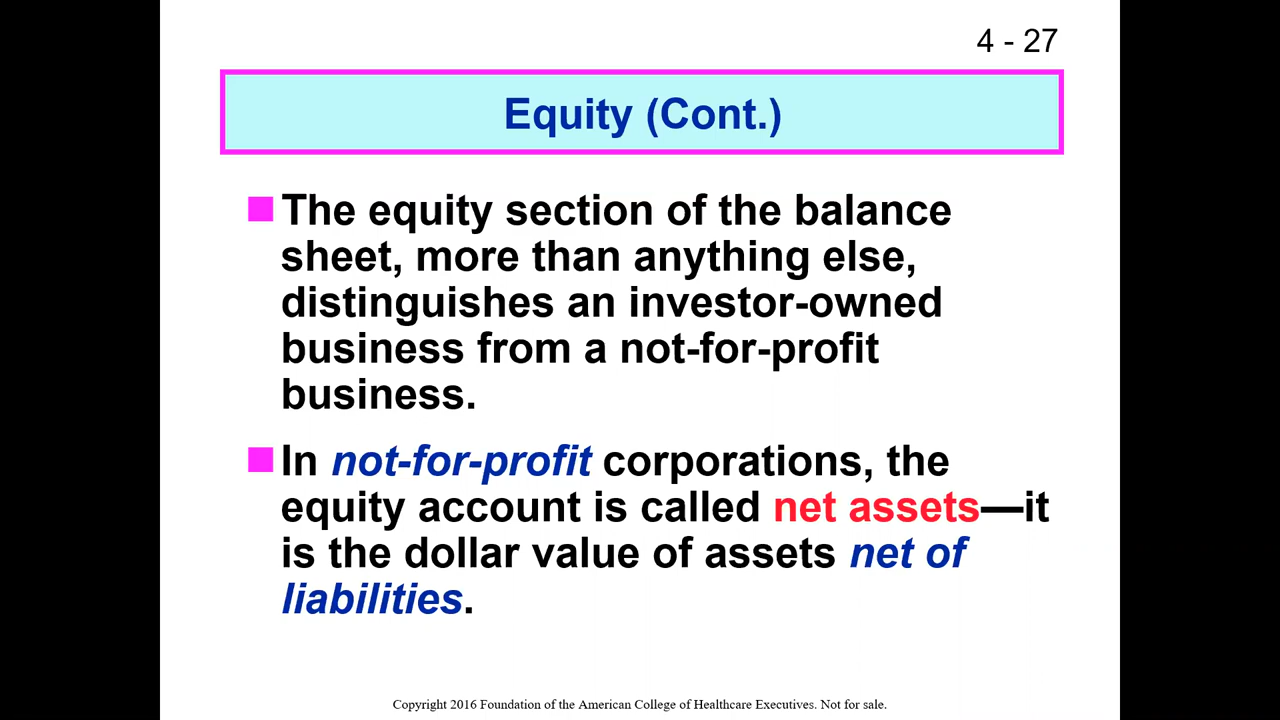 4 - 27
Equity (Cont.)
The equity section of the balance
sheet, more than anything else,
distinguishes an investor-owned
business from a not-for-profit
business.
In not-for-profit corporations, the
equity account is called net assets—it
is the dollar value of assets net of
liabilities.
Copyright 2016 Foundation of the American College of Healthcare Executives. Not for sale.